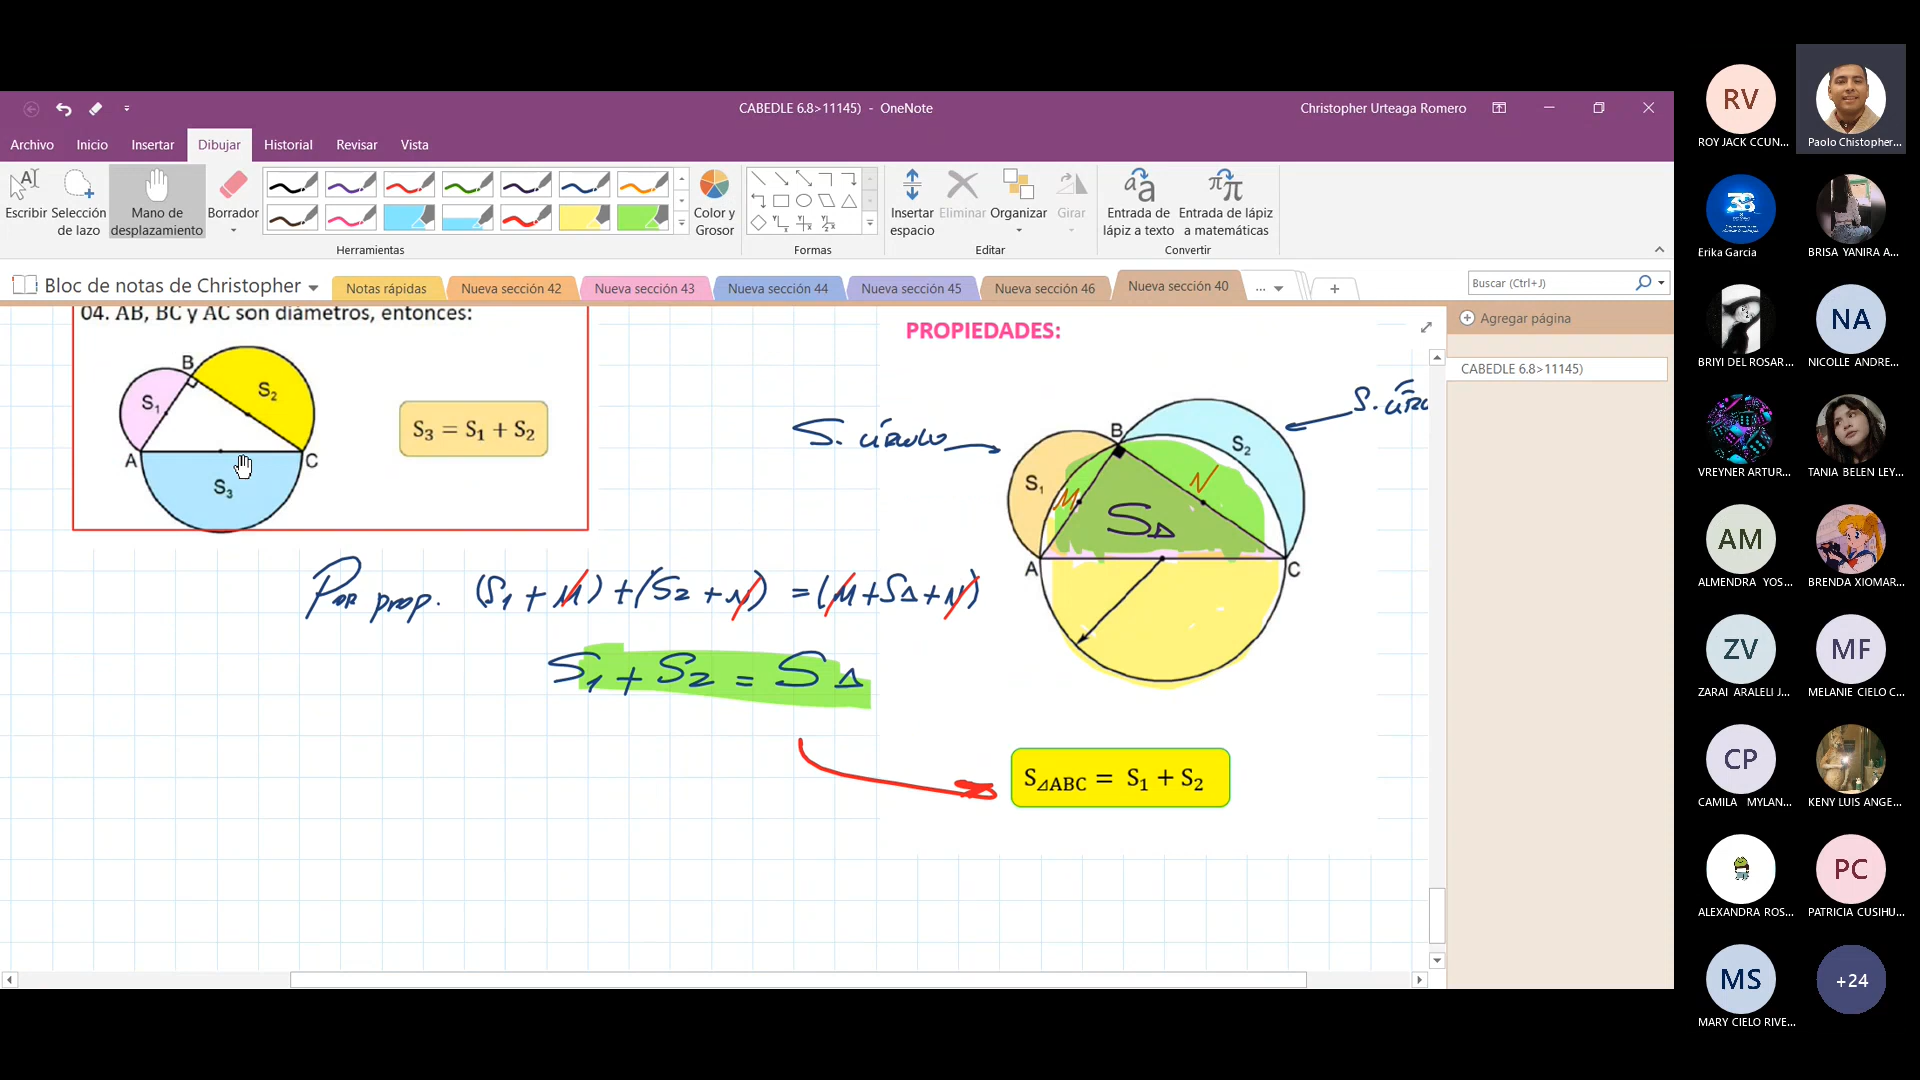 CABEDLE 6.8>11145) - OneNote
Christopher Urteaga Romero
Archivo Inicio Insertar Dibujar Historial Revisar Vista
Escribir
Selección de lazo
Mano de desplazamiento
Borrador
Color y Grosor
Insertar espacio
Eliminar
Organizar
Girar
Entrada de lápiz a texto
Entrada de lápiz a matemáticas
Herramientas
Formas
Editar
Convertir
Bloc de notas de Christopher
Notas rápidas
Nueva sección 42
Nueva sección 43
Nueva sección 44
Nueva sección 45
Nueva sección 46
Nueva sección 40
...
Buscar (Ctrl+J)
Agregar página
CABEDLE 6.8>11145)
04. AB, BC y AC son diámetros, entonces:
B
S₁
S₂
A
C
S₃
S₃ = S₁ + S₂
PROPIEDADES:
S. círculo
B
S₁
S₂
M
N
S△
A
C
Por prop. (S₁ + M) + (S₂ + N) = (M + S△ + N)
S₁ + S₂ = S△
S⊿ABC = S₁ + S₂
RV
ROY JACK CCUN...
Paolo Chistopher...
Erika Garcia
BRISA YANIRA A...
BRIYI DEL ROSAR...
NA
NICOLLE ANDRE...
VREYNER ARTUR...
TANIA BELEN LEY...
AM
ALMENDRA YOS...
BRENDA XIOMAR...
ZV
ZARAI ARALELI J...
MF
MELANIE CIELO C...
CP
CAMILA MYLAN...
KENY LUIS ANGE...
ALEXANDRA ROS...
PC
PATRICIA CUSIHU...
MS
MARY CIELO RIVE...
+24